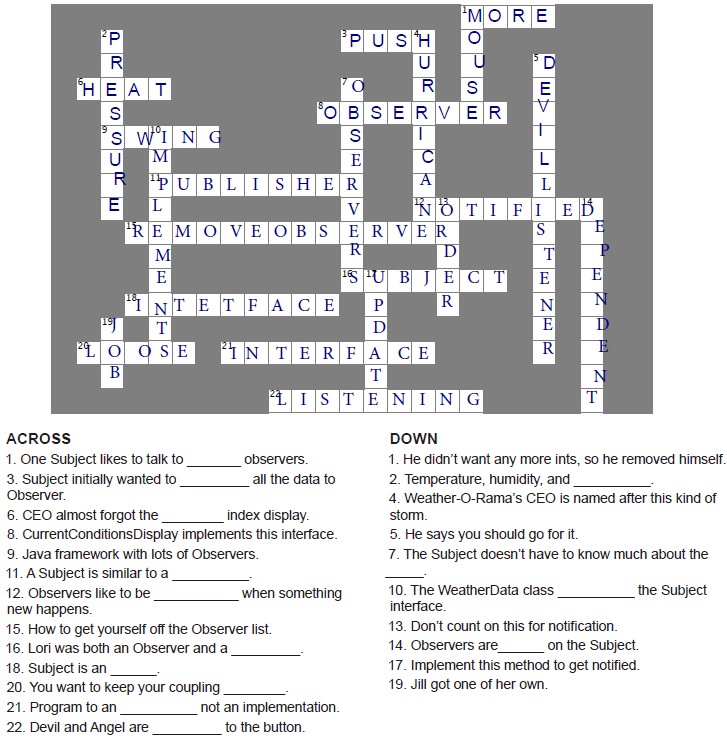 1MORE
2P 3PUSH 4 O
R U U 5D
6HEAT 7O R S E
S 8OBSERVER V
9SWING 10 S I I
U M E C L
R 11PUBLISHER A L
E L V 12NOTIFIED 13 14
15REMOVEOBSERVER S E
M R D T P
E 16SUBJECT 17 E E
18INTETFACE P R N N
19J T D E D
20LOOSE 21INTERFACE R E
B T N
22LISTENING T
ACROSS
1. One Subject likes to talk to _______ observers.
3. Subject initially wanted to _________ all the data to
Observer.
6. CEO almost forgot the ________ index display.
8. CurrentConditionsDisplay implements this interface.
9. Java framework with lots of Observers.
11. A Subject is similar to a __________.
12. Observers like to be ___________ when something
new happens.
15. How to get yourself off the Observer list.
16. Lori was both an Observer and a _________.
18. Subject is an ______.
20. You want to keep your coupling ________.
21. Program to an __________ not an implementation.
22. Devil and Angel are _________ to the button.
DOWN
1. He didn't want any more ints, so he removed himself.
2. Temperature, humidity, and __________.
4. Weather-O-Rama's CEO is named after this kind of
storm.
5. He says you should go for it.
7. The Subject doesn't have to know much about the
_____.
10. The WeatherData class __________ the Subject
interface.
13. Don't count on this for notification.
14. Observers are______ on the Subject.
17. Implement this method to get notified.
19. Jill got one of her own.